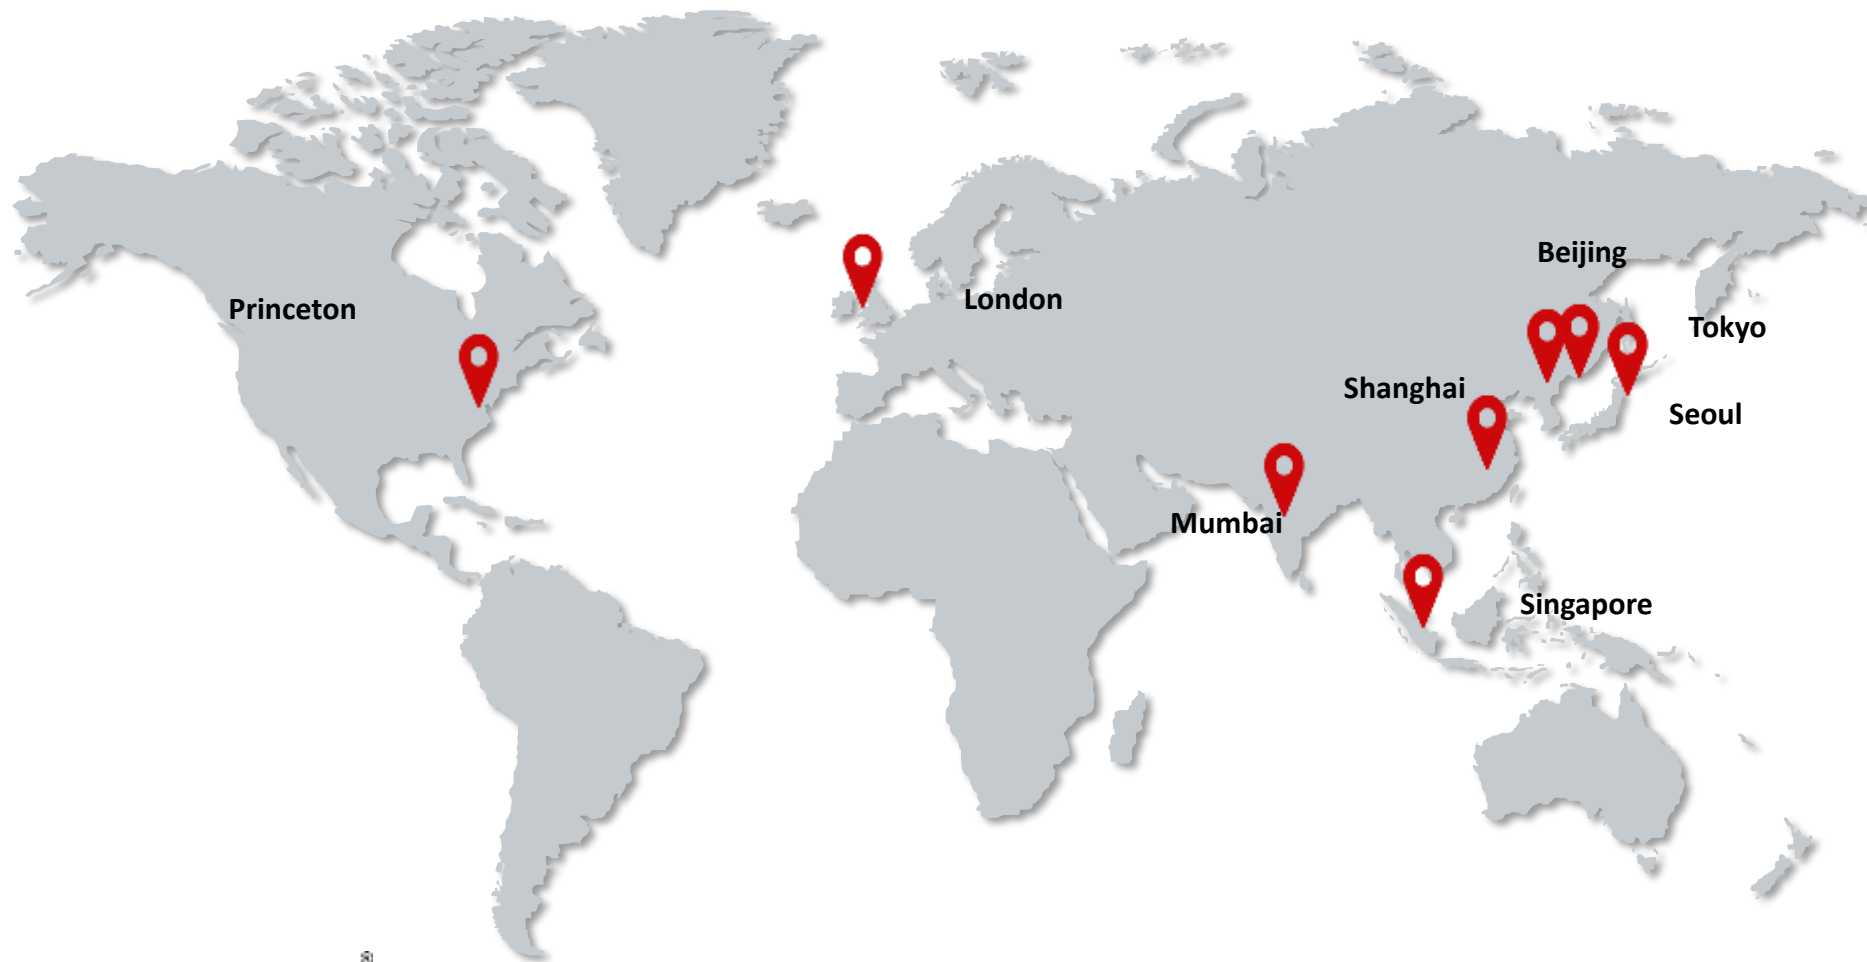 Beijing
London
Princeton
Tokyo
Shanghai
Seoul
Mumbai
Singapore